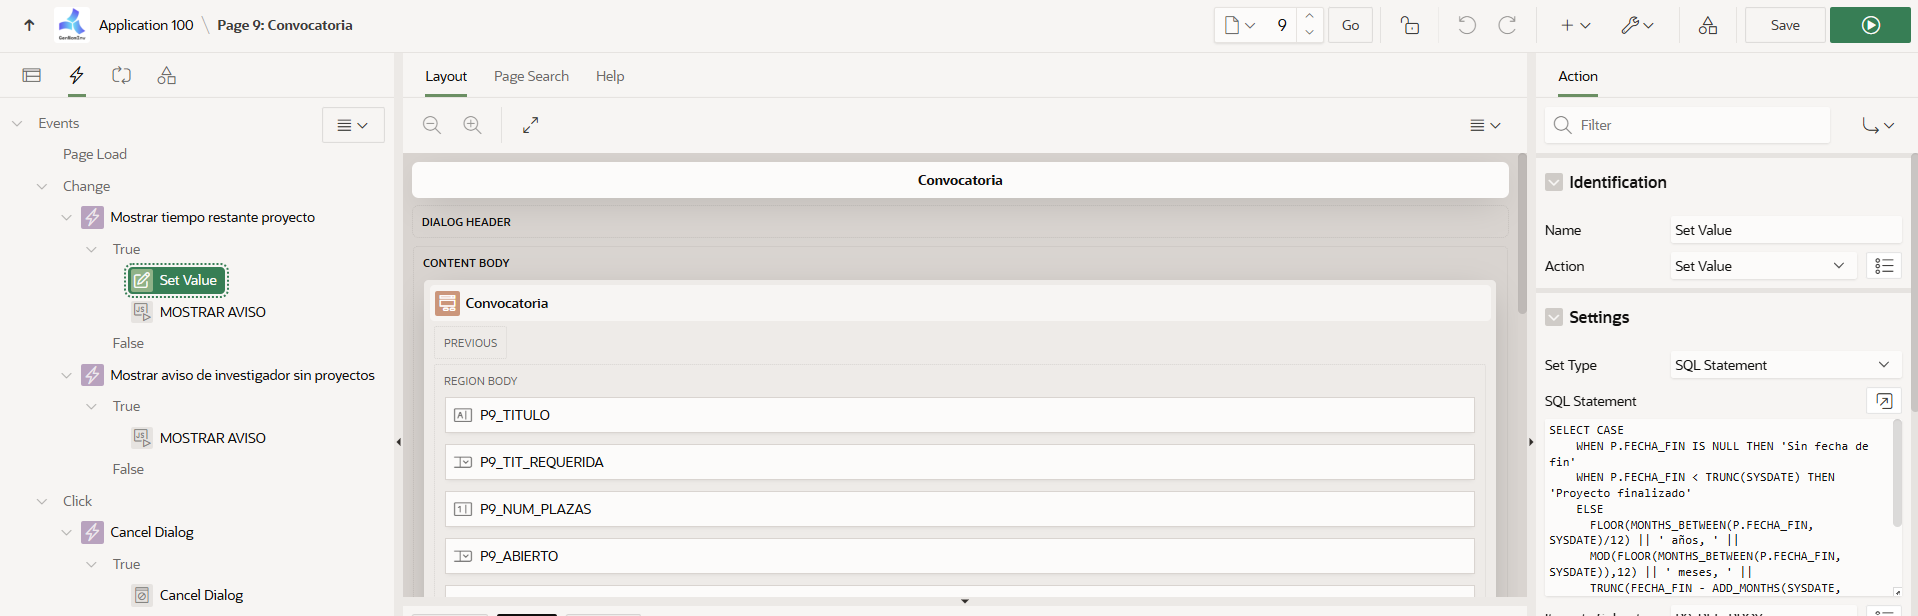 Application 100 \ Page 9: Convocatoria
9
Go
Save
GenRanInv
Layout
Page Search
Help
Action
Events
Page Load
Change
Mostrar tiempo restante proyecto
True
Set Value
MOSTRAR AVISO
False
Mostrar aviso de investigador sin proyectos
True
MOSTRAR AVISO
False
Click
Cancel Dialog
True
Cancel Dialog
Convocatoria
DIALOG HEADER
CONTENT BODY
Convocatoria
PREVIOUS
REGION BODY
P9_TITULO
P9_TIT_REQUERIDA
P9_NUM_PLAZAS
P9_ABIERTO
Filter
Identification
Name
Set Value
Action
Set Value
Settings
Set Type
SQL Statement
SQL Statement
SELECT CASE
WHEN P.FECHA_FIN IS NULL THEN 'Sin fecha de
fin'
WHEN P.FECHA_FIN < TRUNC(SYSDATE) THEN
'Proyecto finalizado'
ELSE
FLOOR(MONTHS_BETWEEN(P.FECHA_FIN,
SYSDATE)/12) || ' años, ' ||
MOD(FLOOR(MONTHS_BETWEEN(P.FECHA_FIN,
SYSDATE)),12) || ' meses, ' ||
TRUNC(FECHA_FIN - ADD_MONTHS(SYSDATE,